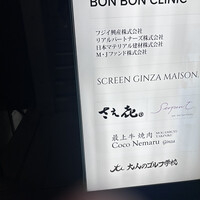 BON BON CLINIC
フジイ興産株式会社
リアルパートナーズ株式会社
日本マテリアル建材株式会社
M・Jファンド株式会社
SCREEN GINZA MAISON
さえ㐂
最上牛 焼肉
Coco Nemaru ginza
大人のゴルフ学校